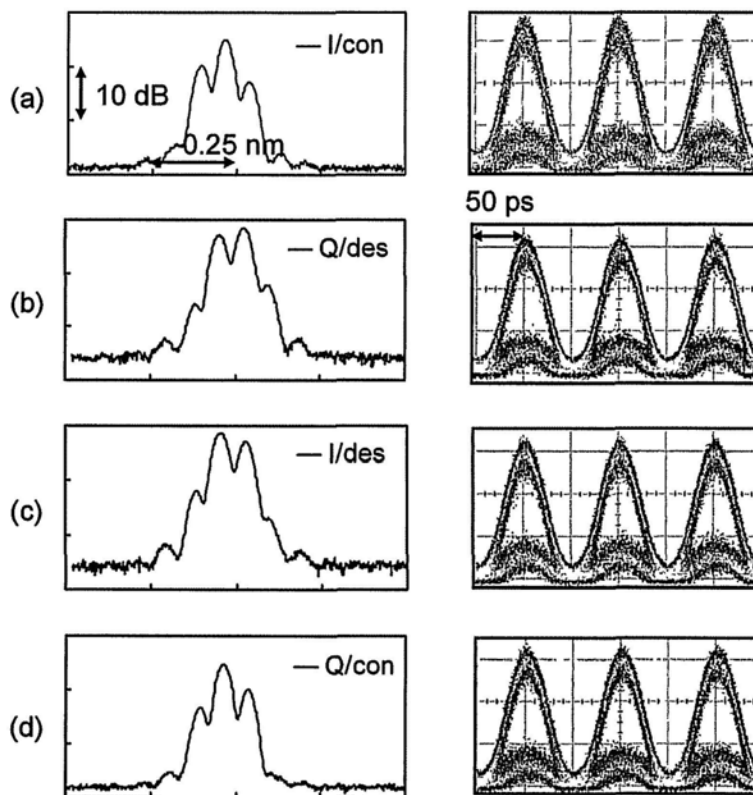 (a)
I/con
10 dB
0.25 nm
50 ps
(b)
Q/des
(c)
I/des
(d)
Q/con